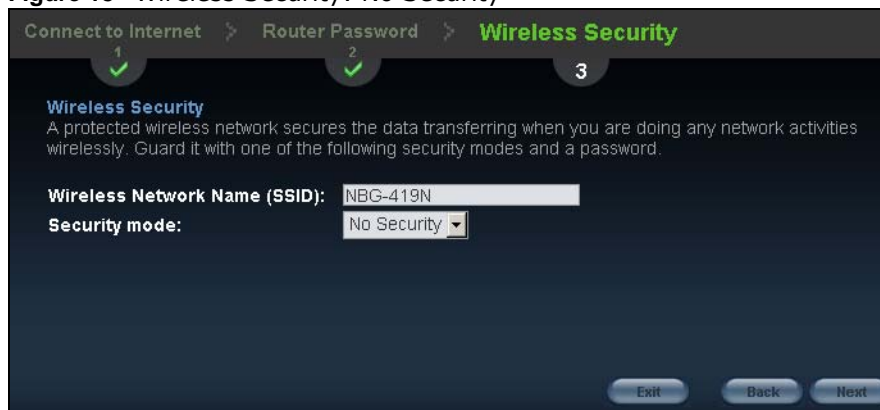 Connect to Internet > Router Password > Wireless Security
1 2 3
Wireless Security
A protected wireless network secures the data transferring when you are doing any network activities
wirelessly. Guard it with one of the following security modes and a password.
Wireless Network Name (SSID): NBG-419N
Security mode: No Security
Exit Back Next